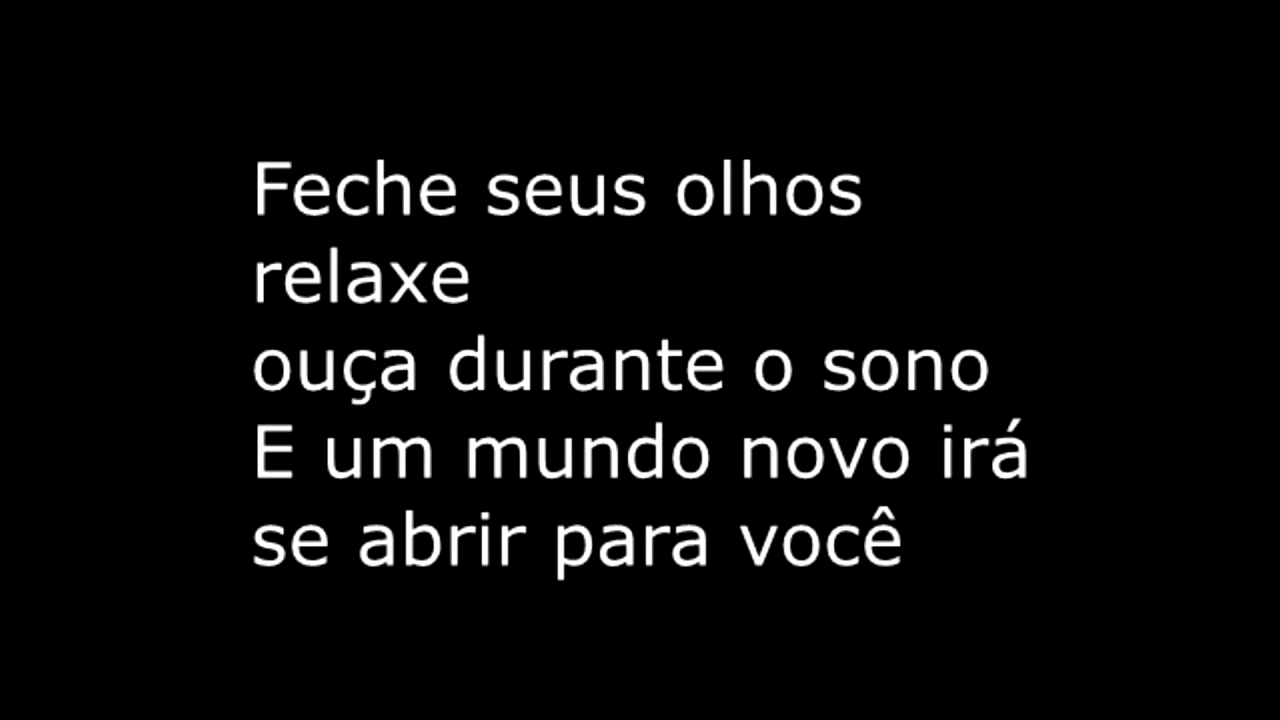 Feche seus olhos
relaxe
ouça durante o sono
E um mundo novo irá
se abrir para você